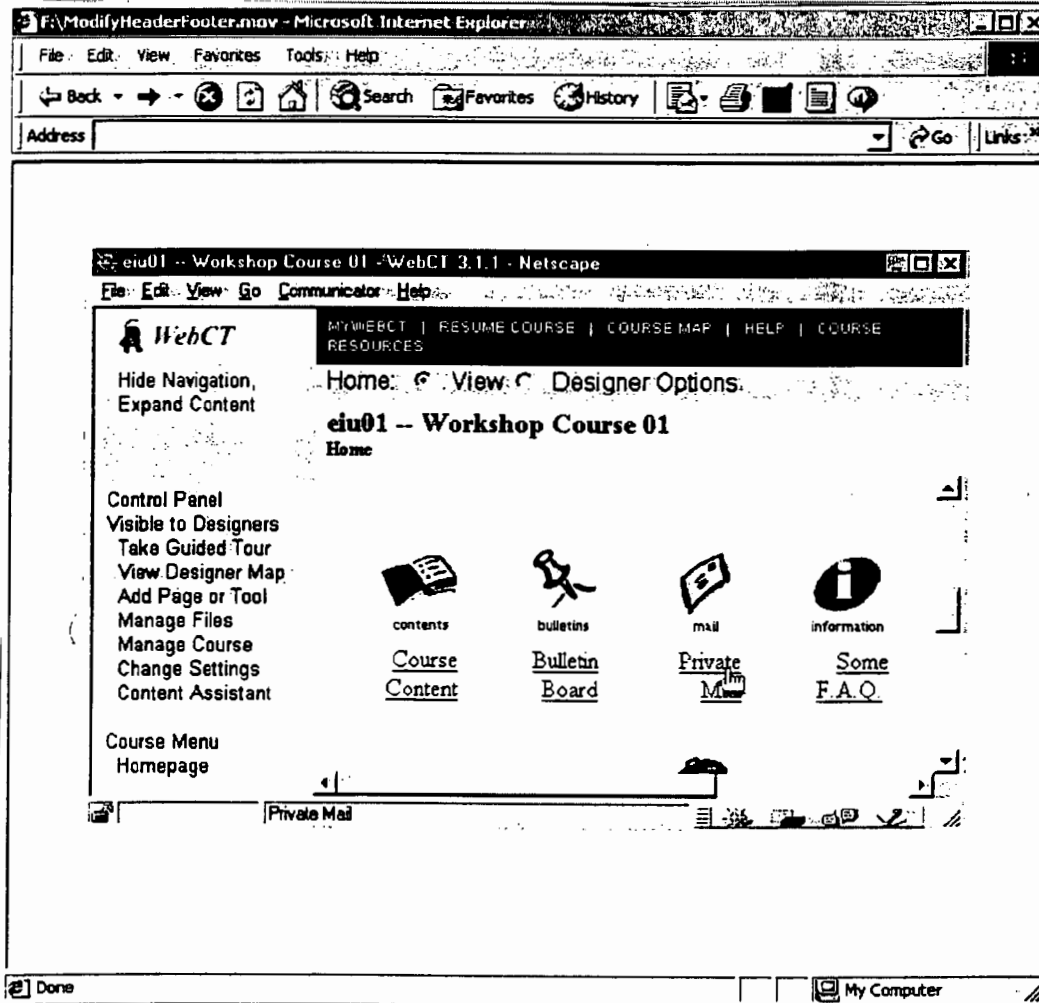 F:\ModifyHeaderFooter.mov - Microsoft Internet Explorer
File Edit View Favorites Tools Help
Back Search Favorites History
Address Go Links »
eiu01 -- Workshop Course 01 - WebCT 3.1.1 - Netscape
File Edit View Go Communicator Help
WebCT
MYWEBCT | RESUME COURSE | COURSE MAP | HELP | COURSE
RESOURCES
Hide Navigation,
Expand Content
Home: View Designer Options
eiu01 -- Workshop Course 01
Home
Control Panel
Visible to Designers
Take Guided Tour
View Designer Map
Add Page or Tool
Manage Files
Manage Course
Change Settings
Content Assistant
Course Menu
Homepage
contents bulletins mail information
Course Bulletin Private Some
Content Board F.A.Q.
Private Mail
Done My Computer